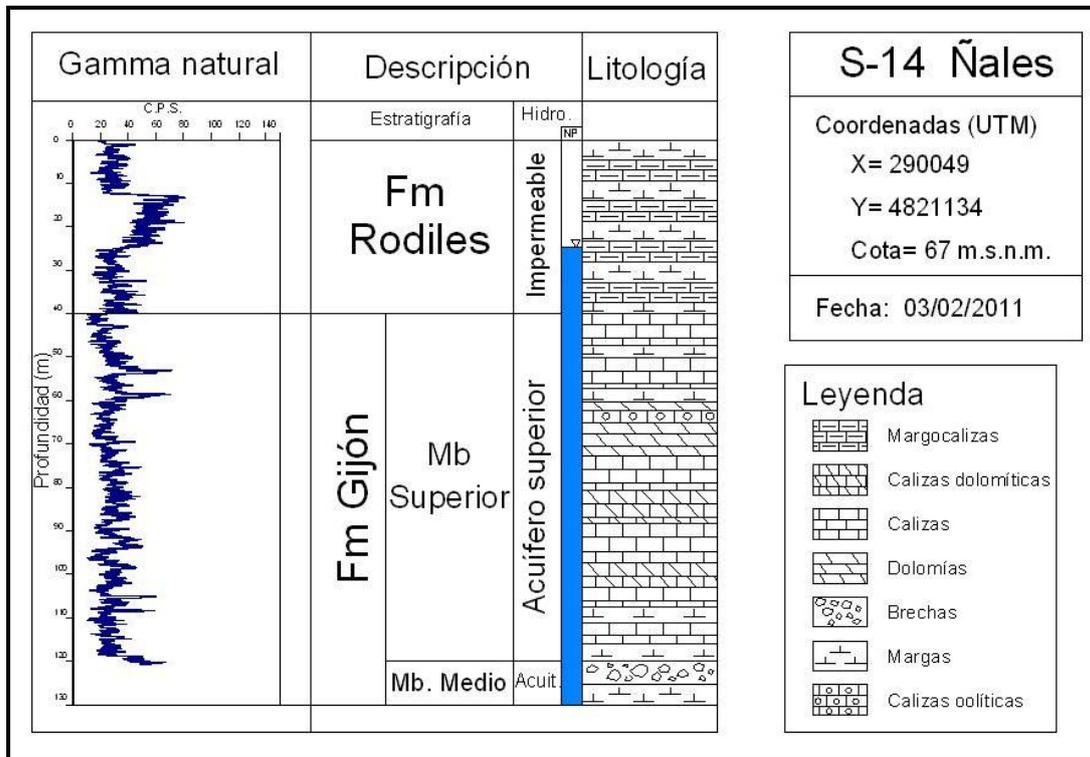 Gamma natural
Descripción
Litología
C.P.S.
0 20 40 60 80 100 120 140
Estratigrafía
Hidro.
NP
Profundidad (m)
0
10
20
30
40
50
60
70
80
90
100
110
120
130
Fm
Rodiles
Impermeable
Fm Gijón
Mb
Superior
Acuífero superior
Mb. Medio
Acuit.
S-14 Ñales
Coordenadas (UTM)
X= 290049
Y= 4821134
Cota= 67 m.s.n.m.
Fecha: 03/02/2011
Leyenda
Margocalizas
Calizas dolomíticas
Calizas
Dolomías
Brechas
Margas
Calizas oolíticas